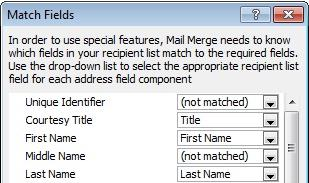 Match Fields
In order to use special features, Mail Merge needs to know
which fields in your recipient list match to the required fields.
Use the drop-down list to select the appropriate recipient list
field for each address field component
Unique Identifier (not matched)
Courtesy Title Title
First Name First Name
Middle Name (not matched)
Last Name Last Name